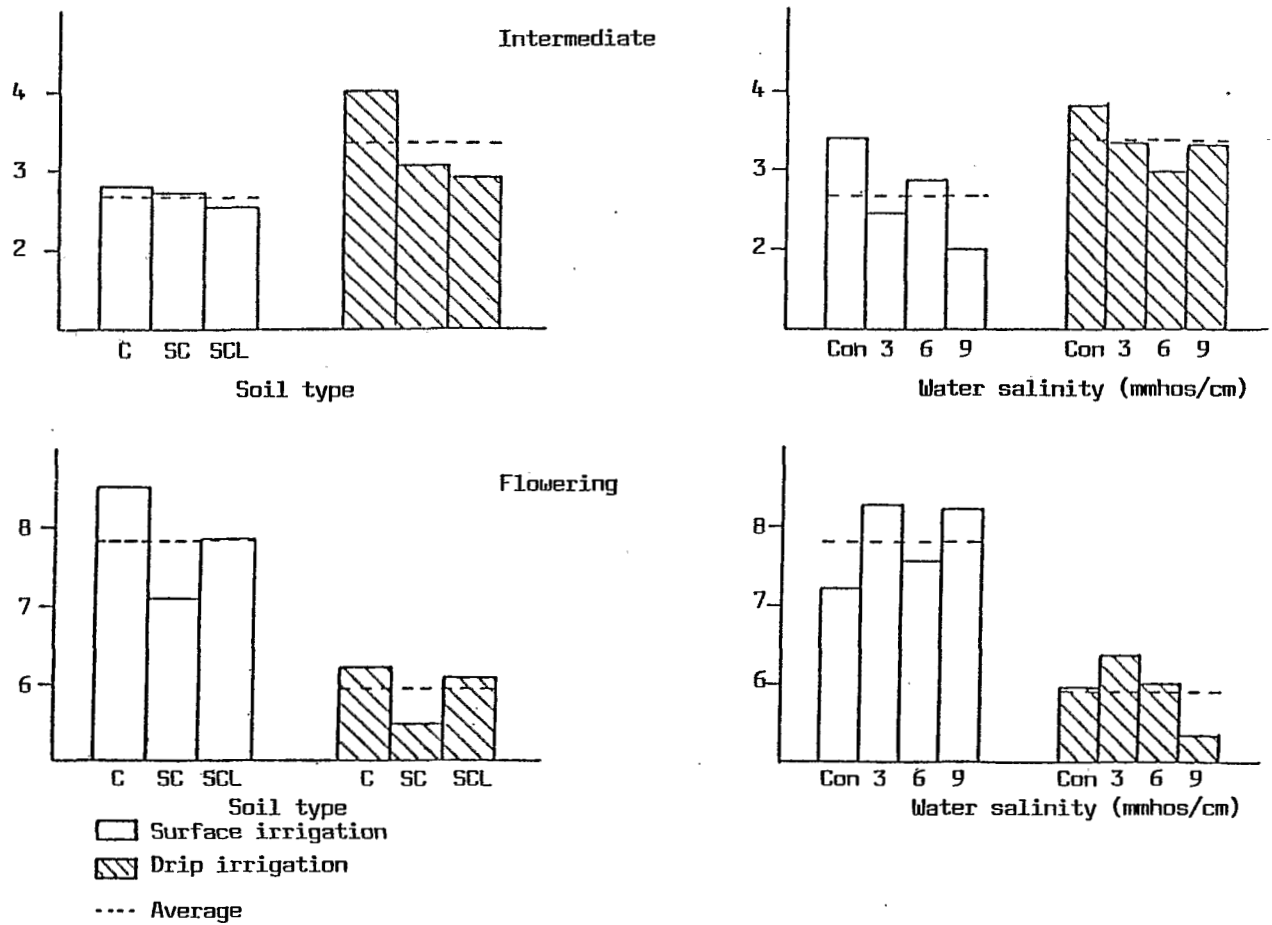 Intermediate
4
3
2
C SC SCL
Soil type
4
3
2
Con 3 6 9 Con 3 6 9
Water salinity (mmhos/cm)
Flowering
8
7
6
C SC SCL C SC SCL
Soil type
8
7
6
Con 3 6 9 Con 3 6 9
Water salinity (mmhos/cm)
Surface irrigation
Drip irrigation
Average